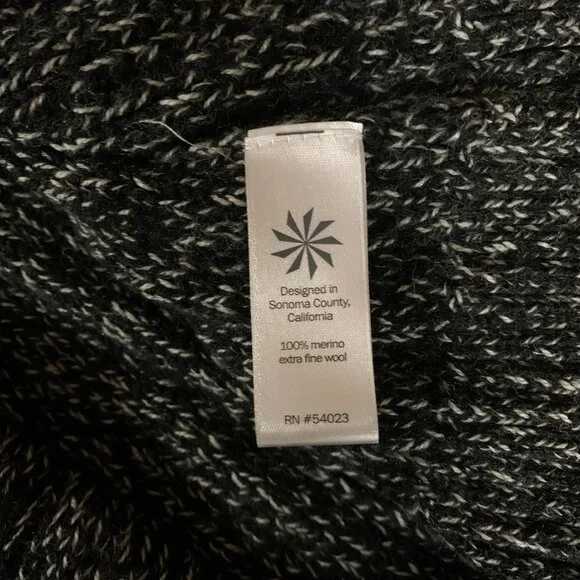 Designed in
Sonoma County,
California
100% merino
extra fine wool
RN #54023